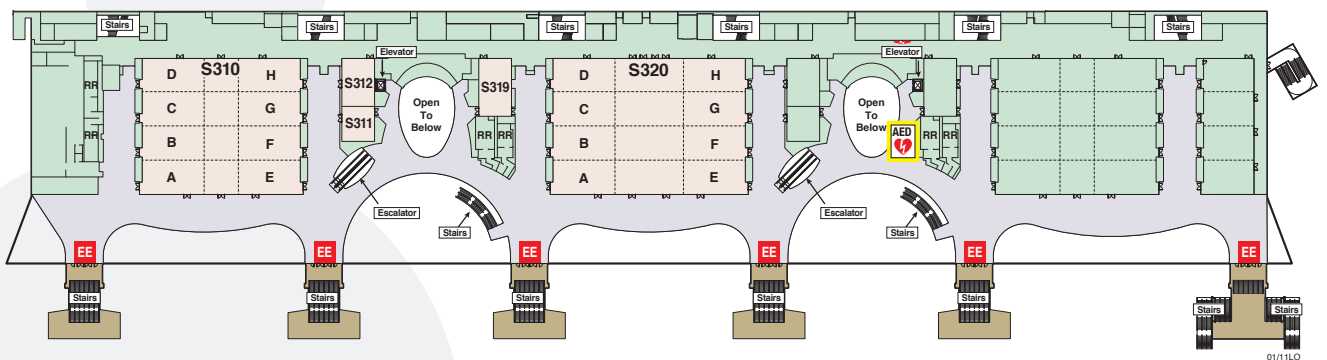 Stairs
Stairs
Stairs
Stairs
Stairs
Stairs
Elevator
Elevator
S310
D H
C G
B F
A E
RR
RR
S312
S311
Open
To
Below
S319
RR RR
S320
D H
C G
B F
A E
Open
To
Below
AED
RR RR
Escalator
Stairs
Escalator
Stairs
EE
EE
EE
EE
EE
EE
Stairs
Stairs
Stairs
Stairs
Stairs
Stairs
Stairs
01/11LO